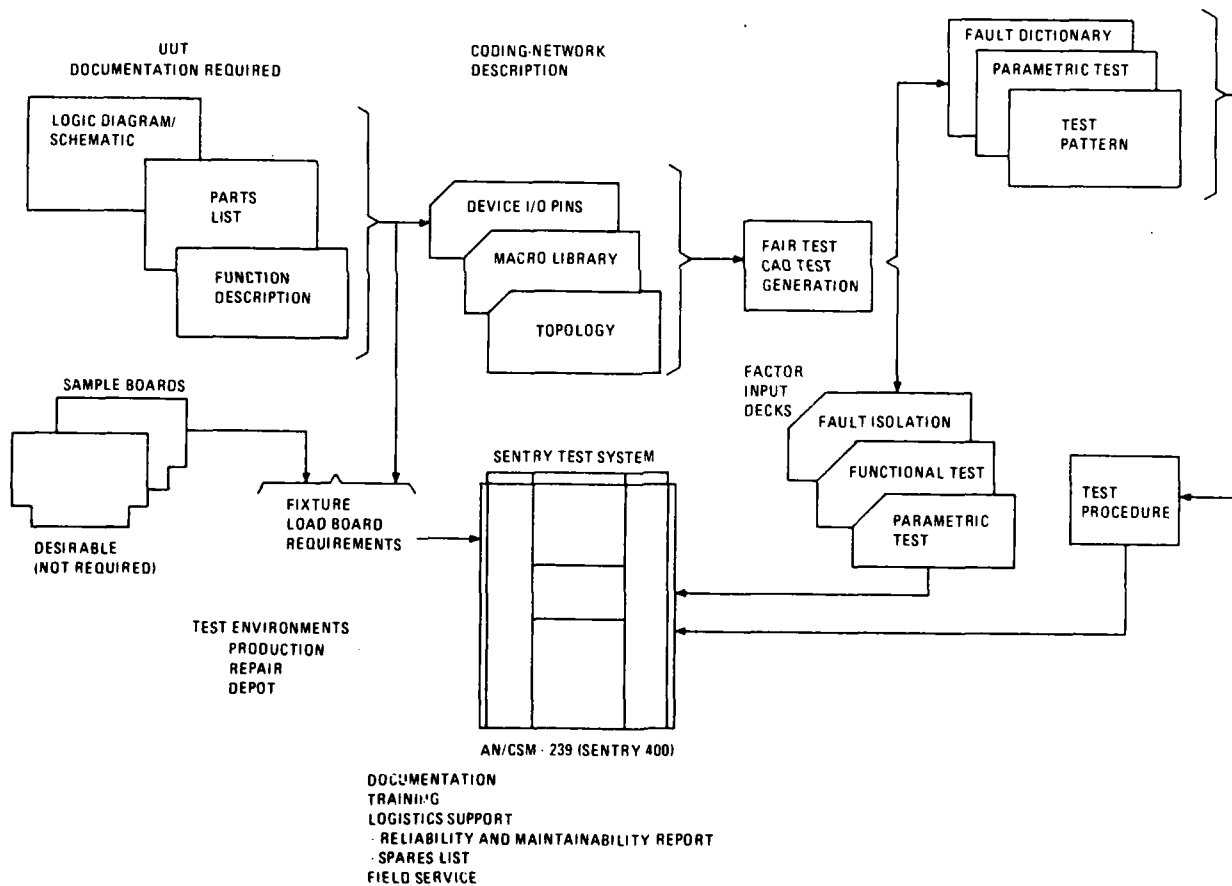 UUT
DOCUMENTATION REQUIRED
LOGIC DIAGRAM/
SCHEMATIC
PARTS
LIST
FUNCTION
DESCRIPTION
CODING-NETWORK
DESCRIPTION
DEVICE I/O PINS
MACRO LIBRARY
TOPOLOGY
FAIR TEST
CAD TEST
GENERATION
FAULT DICTIONARY
PARAMETRIC TEST
TEST
PATTERN
SAMPLE BOARDS
DESIRABLE
(NOT REQUIRED)
FIXTURE
LOAD BOARD
REQUIREMENTS
SENTRY TEST SYSTEM
FACTOR
INPUT
DECKS
FAULT ISOLATION
FUNCTIONAL TEST
PARAMETRIC
TEST
TEST
PROCEDURE
TEST ENVIRONMENTS
PRODUCTION
REPAIR
DEPOT
AN/CSM - 239 (SENTRY 400)
DOCUMENTATION
TRAINING
LOGISTICS SUPPORT
- RELIABILITY AND MAINTAINABILITY REPORT
- SPARES LIST
FIELD SERVICE